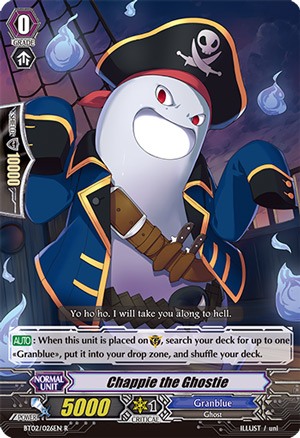 0
GRADE
SHIELD
10000
Yo ho ho, I will take you along to hell.
AUTO : When this unit is placed on VC, search your deck for up to one
«Granblue», put it into your drop zone, and shuffle your deck.
NORMAL
UNIT
Chappie the Ghostie
POWER
5000
1
CRITICAL
Granblue
Ghost
BT02/026EN R
ILLUST / uni